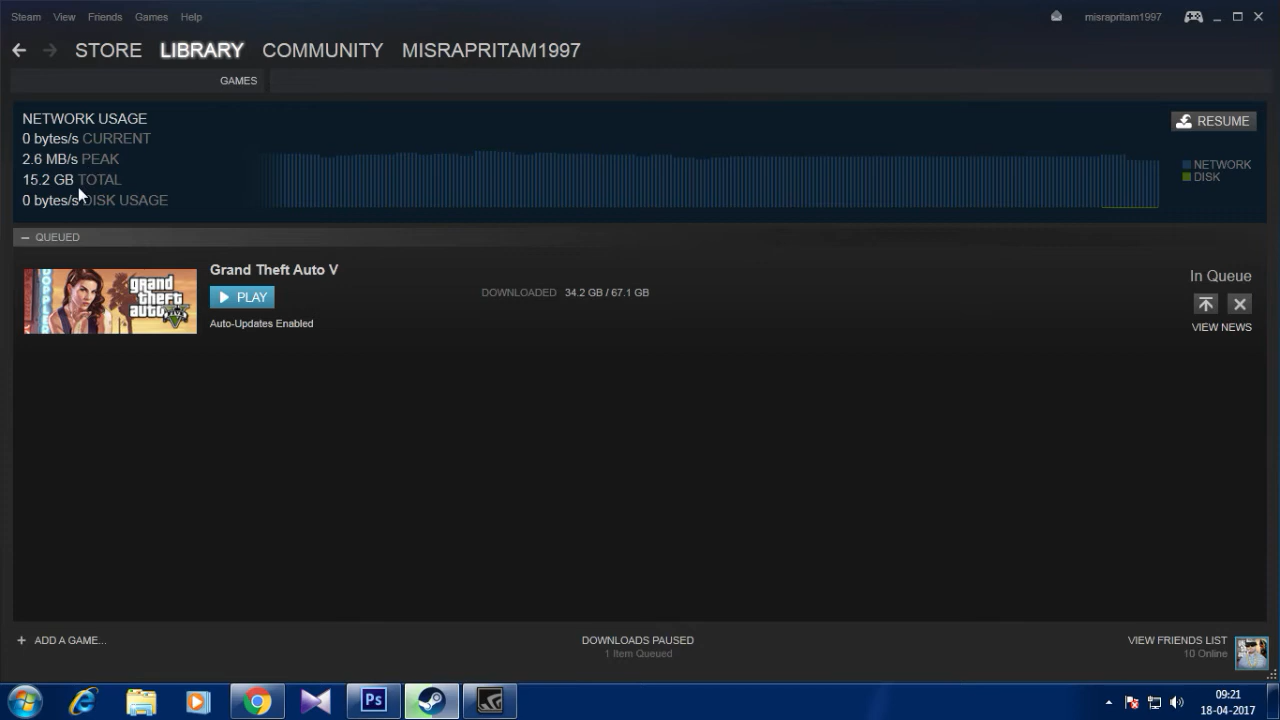 Steam View Friends Games Help misrapritam1997
STORE LIBRARY COMMUNITY MISRAPRITAM1997
GAMES
NETWORK USAGE
0 bytes/s CURRENT
2.6 MB/s PEAK
15.2 GB TOTAL
0 bytes/s DISK USAGE
RESUME
NETWORK
DISK
QUEUED
grand
theft
auto
V
Grand Theft Auto V
PLAY
Auto-Updates Enabled
DOWNLOADED 34.2 GB / 67.1 GB
In Queue
VIEW NEWS
+ ADD A GAME...
DOWNLOADS PAUSED
1 Item Queued
VIEW FRIENDS LIST
10 Online
Ps
09:21
18-04-2017